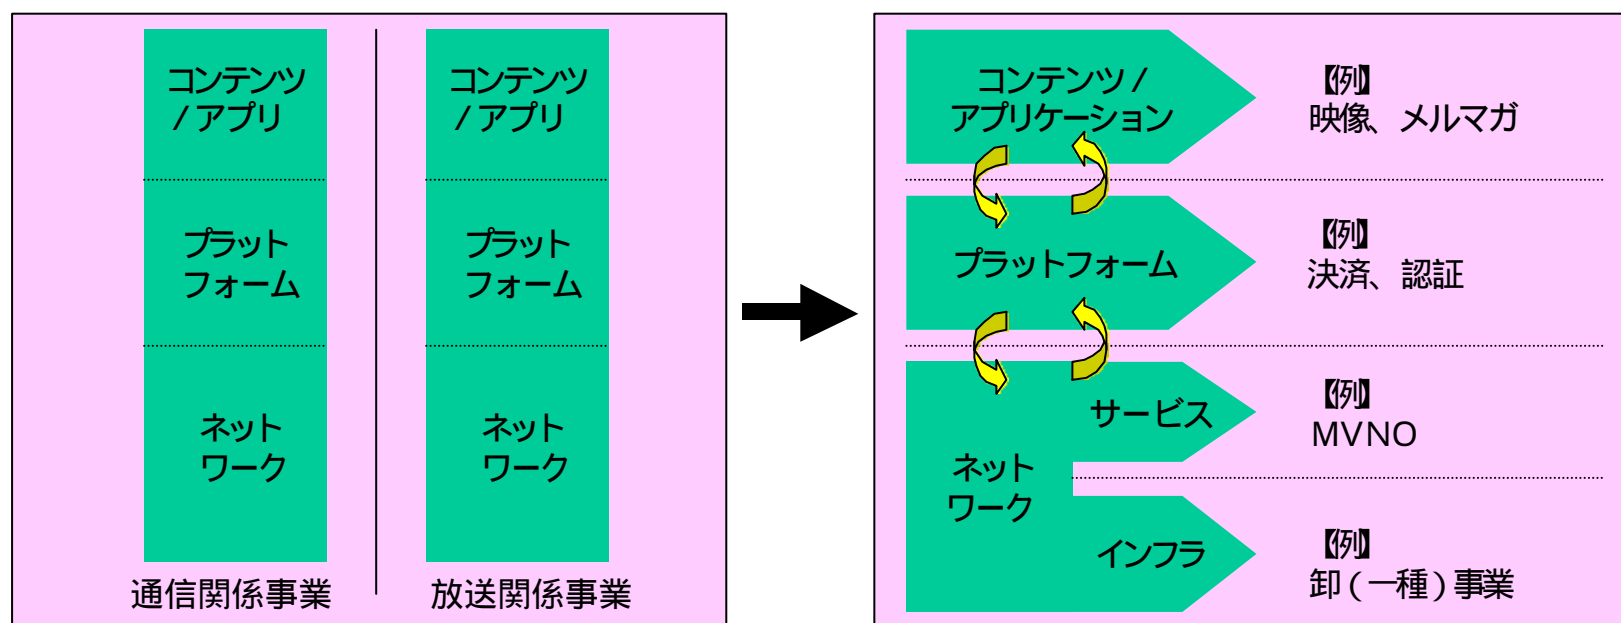 コンテンツ
/アプリ
プラット
フォーム
ネット
ワーク
通信関係事業
コンテンツ
/アプリ
プラット
フォーム
ネット
ワーク
放送関係事業
コンテンツ/
アプリケーション
【例】
映像、メルマガ
プラットフォーム
【例】
決済、認証
ネット
ワーク
サービス
【例】
MVNO
インフラ
【例】
卸(一種)事業